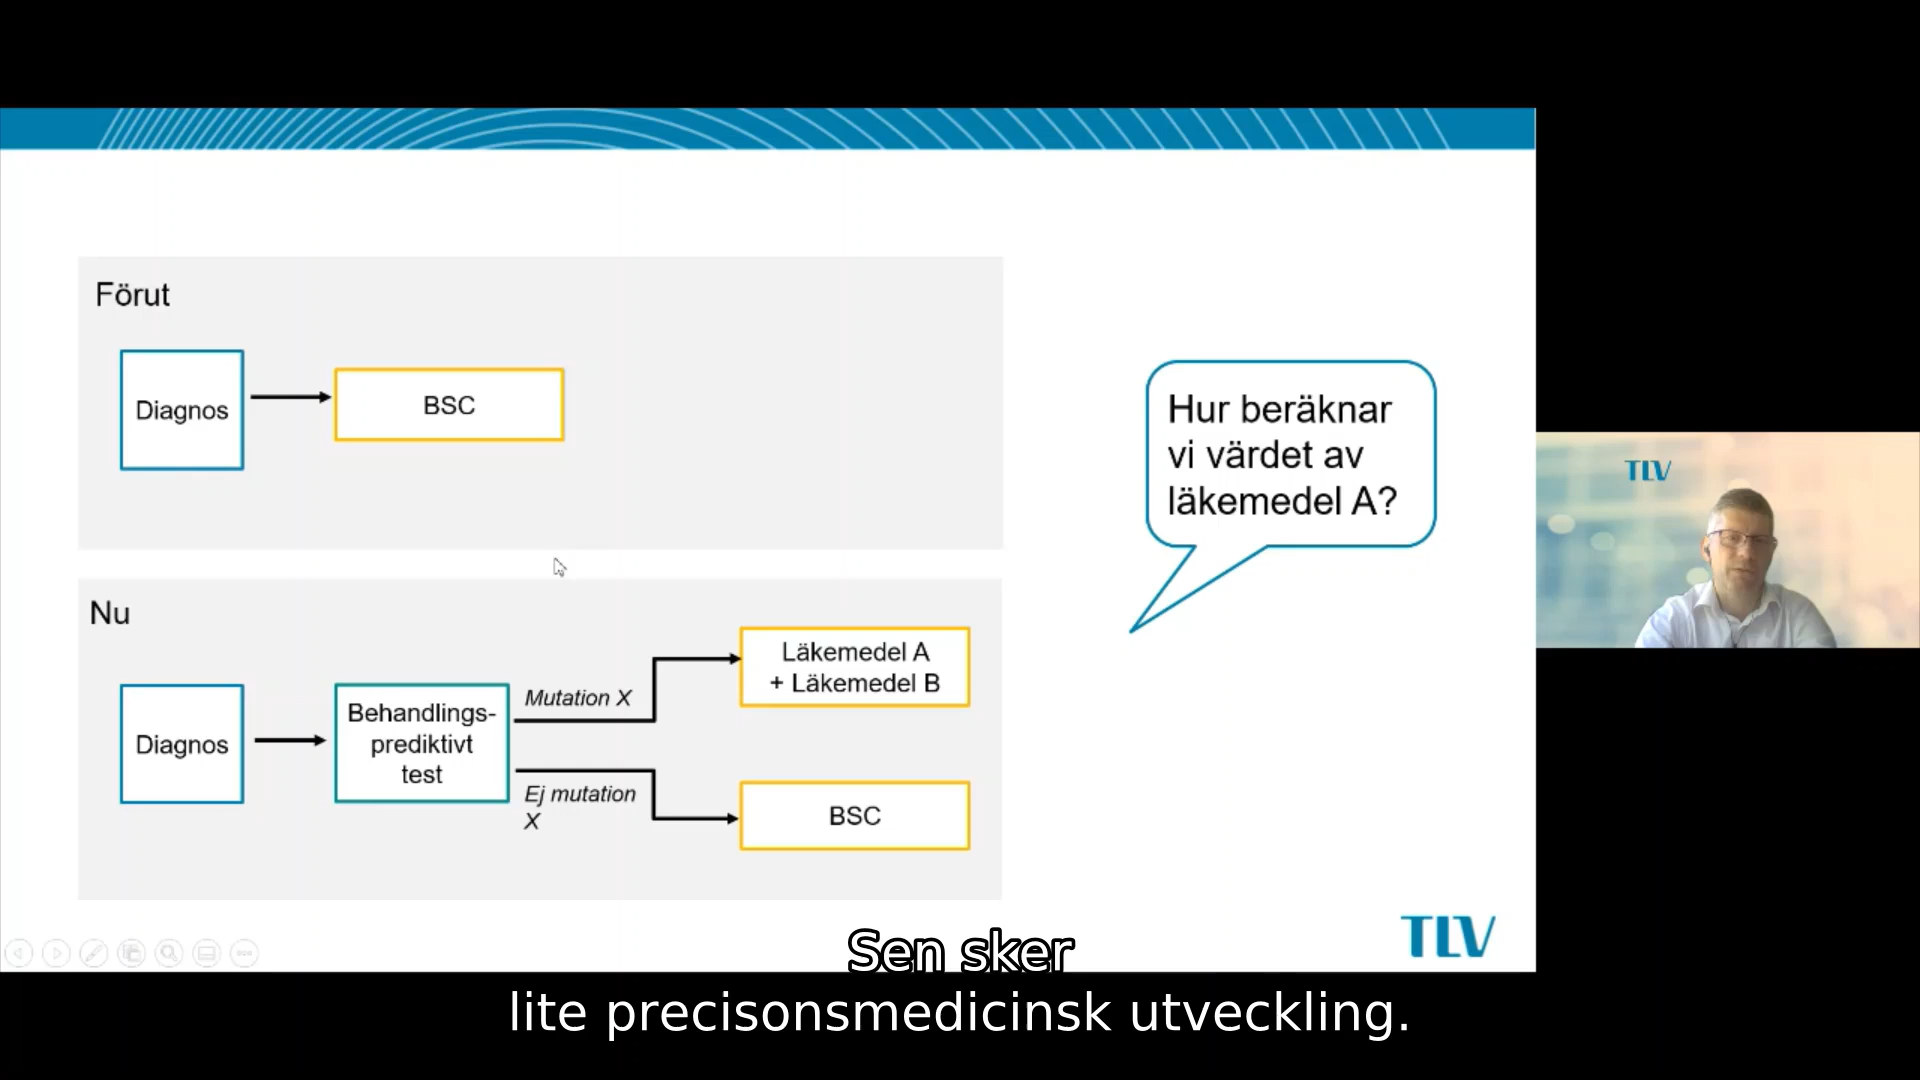 Förut
Diagnos
BSC
Hur beräknar
vi värdet av
läkemedel A?
TLV
Nu
Diagnos
Behandlings-
prediktivt
test
Mutation X
Ej mutation
X
Läkemedel A
+ Läkemedel B
BSC
TLV
Sen sker
lite precisonsmedicinsk utveckling.